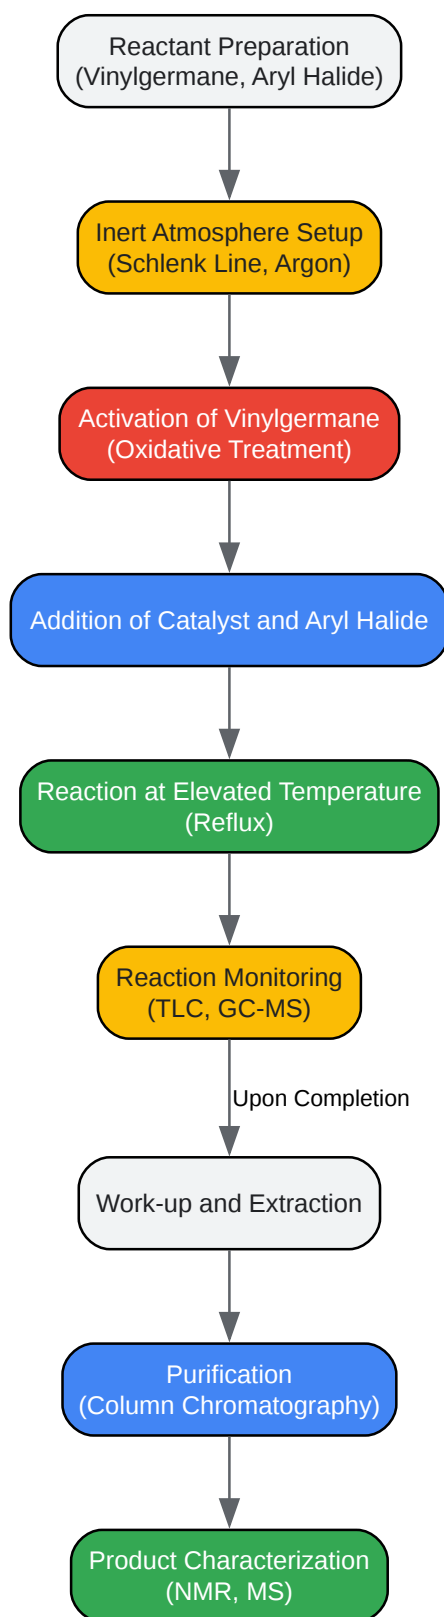 Reactant Preparation
(Vinylgermane, Aryl Halide)
Inert Atmosphere Setup
(Schlenk Line, Argon)
Activation of Vinylgermane
(Oxidative Treatment)
Addition of Catalyst and Aryl Halide
Reaction at Elevated Temperature
(Reflux)
Reaction Monitoring
(TLC, GC-MS)
Upon Completion
Work-up and Extraction
Purification
(Column Chromatography)
Product Characterization
(NMR, MS)